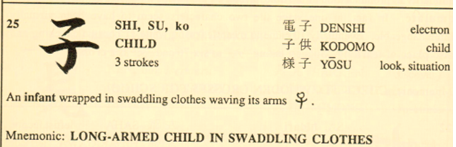 25 子 SHI, SU, ko 電子 DENSHI electron
CHILD 子供 KODOMO child
3 strokes 様子 YŌSU look, situation
An infant wrapped in swaddling clothes waving its arms .
Mnemonic: LONG-ARMED CHILD IN SWADDLING CLOTHES